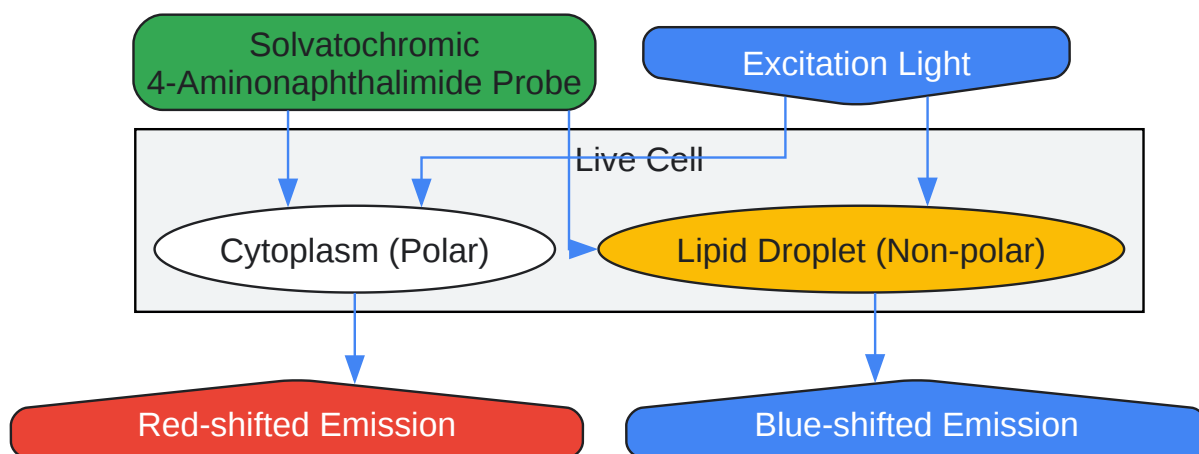 Solvatochromic
4-Aminonaphthalimide Probe
Excitation Light
Live Cell
Cytoplasm (Polar)
Lipid Droplet (Non-polar)
Red-shifted Emission
Blue-shifted Emission